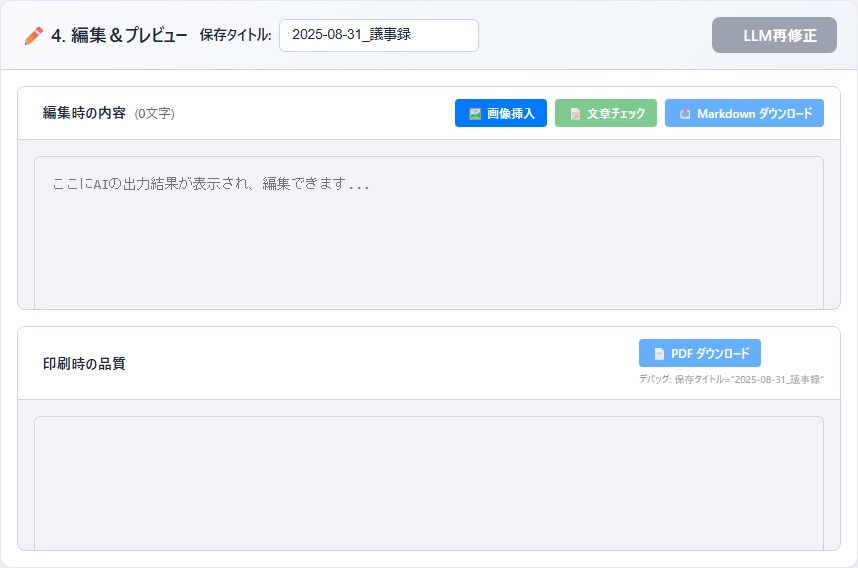 4. 編集＆プレビュー 保存タイトル: 2025-08-31_議事録 LLM再修正
編集時の内容 (0文字) 画像挿入 文章チェック Markdown ダウンロード
ここにAIの出力結果が表示され、編集できます...
印刷時の品質 PDF ダウンロード
デバッグ: 保存タイトル="2025-08-31_議事録"